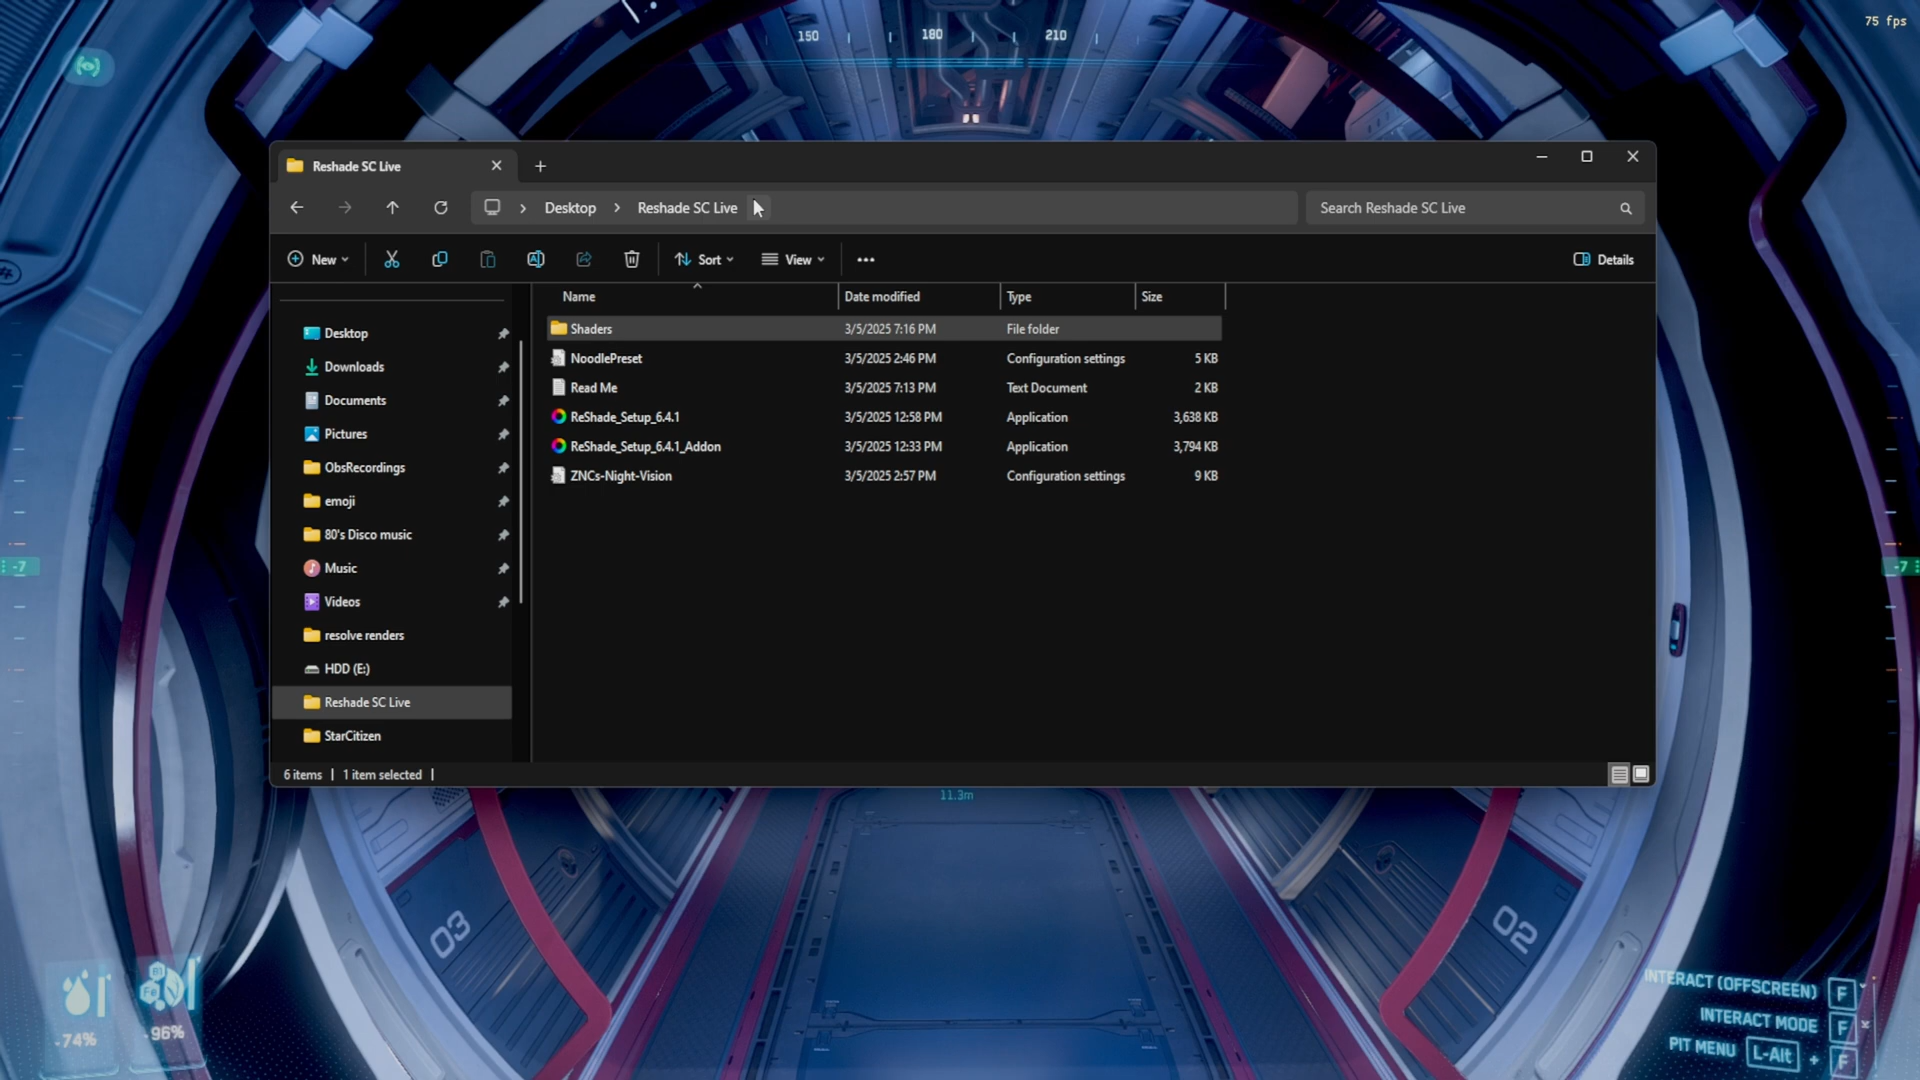 150 180 210
75 fps
Reshade SC Live
Desktop Reshade SC Live
Search Reshade SC Live
New Sort View Details
Name Date modified Type Size
Shaders 3/5/2025 7:16 PM File folder
NoodlePreset 3/5/2025 2:46 PM Configuration settings 5 KB
Read Me 3/5/2025 7:13 PM Text Document 2 KB
ReShade_Setup_6.4.1 3/5/2025 12:58 PM Application 3,638 KB
ReShade_Setup_6.4.1_Addon 3/5/2025 12:33 PM Application 3,794 KB
ZNCs-Night-Vision 3/5/2025 2:57 PM Configuration settings 9 KB
Desktop
Downloads
Documents
Pictures
ObsRecordings
emoji
80's Disco music
Music
Videos
resolve renders
HDD (E:)
Reshade SC Live
StarCitizen
6 items 1 item selected
-7
-7
11.3m
03
02
74%
96%
INTERACT (OFFSCREEN) F
INTERACT MODE F
PIT MENU L-Alt + F